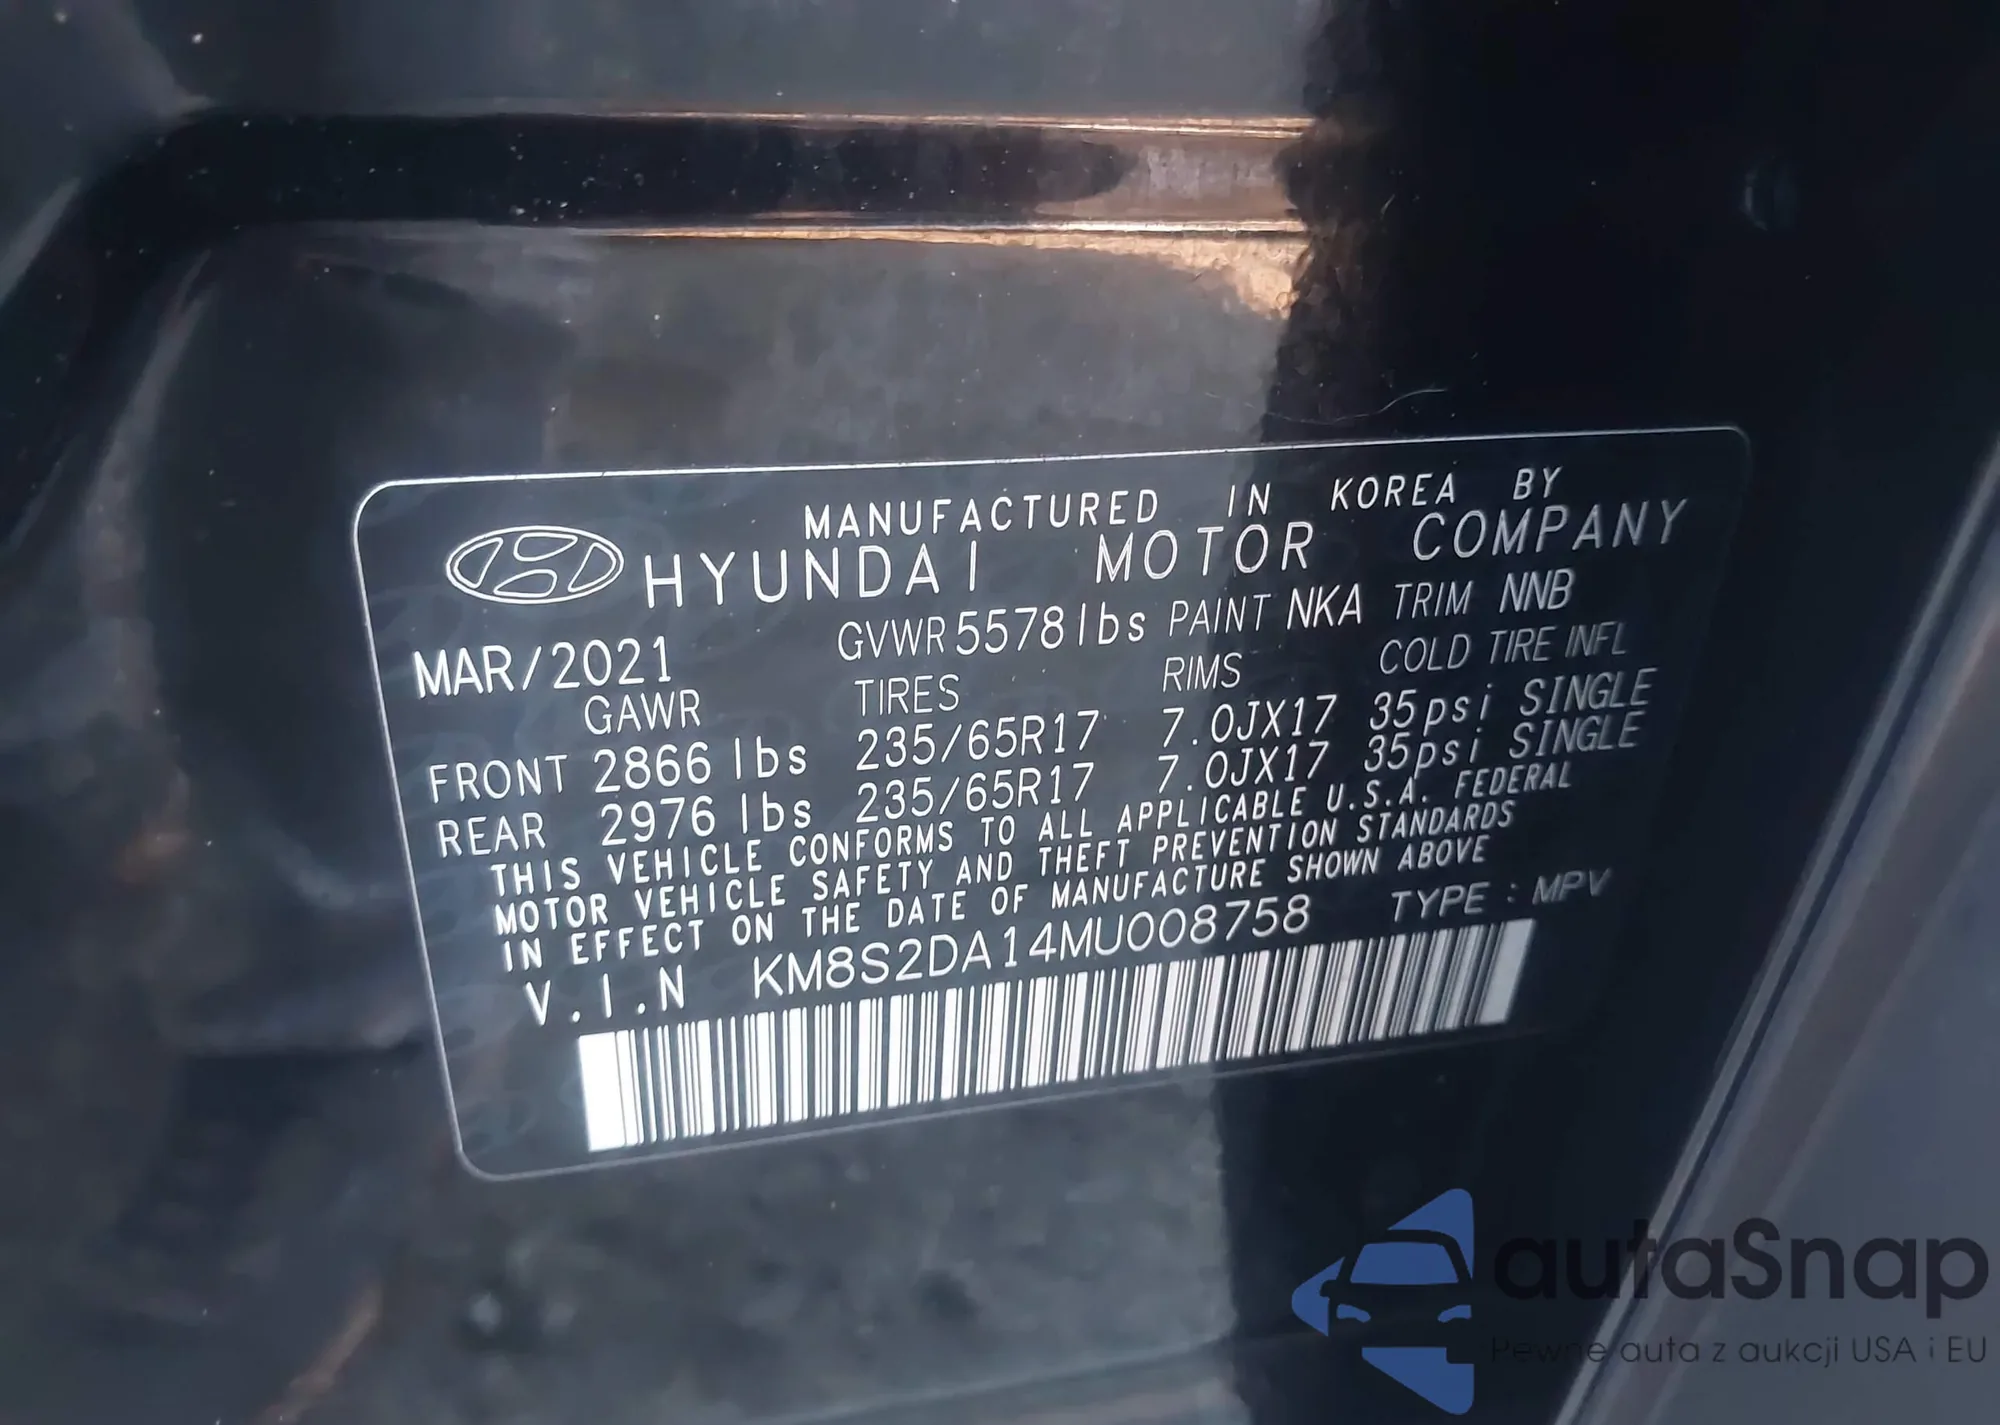 MANUFACTURED IN KOREA BY
HYUNDAI MOTOR COMPANY
MAR/2021 GVWR 5578lbs PAINT NKA TRIM NNB
GAWR TIRES RIMS COLD TIRE INFL
FRONT 2866 lbs 235/65R17 7.0JX17 35psi SINGLE
REAR 2976 lbs 235/65R17 7.0JX17 35psi SINGLE
THIS VEHICLE CONFORMS TO ALL APPLICABLE U.S.A. FEDERAL
MOTOR VEHICLE SAFETY AND THEFT PREVENTION STANDARDS
IN EFFECT ON THE DATE OF MANUFACTURE SHOWN ABOVE
V.I.N KM8S2DA14MU008758 TYPE : MPV
autaSnap
Pewne auta z aukcji USA i EU